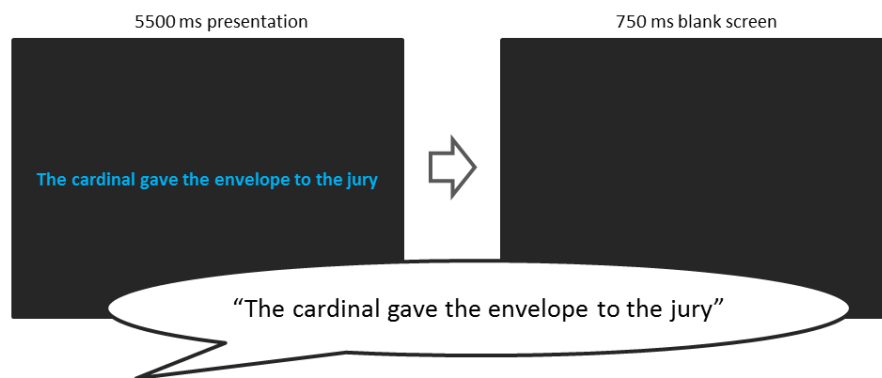 5500 ms presentation
750 ms blank screen
The cardinal gave the envelope to the jury
“The cardinal gave the envelope to the jury”